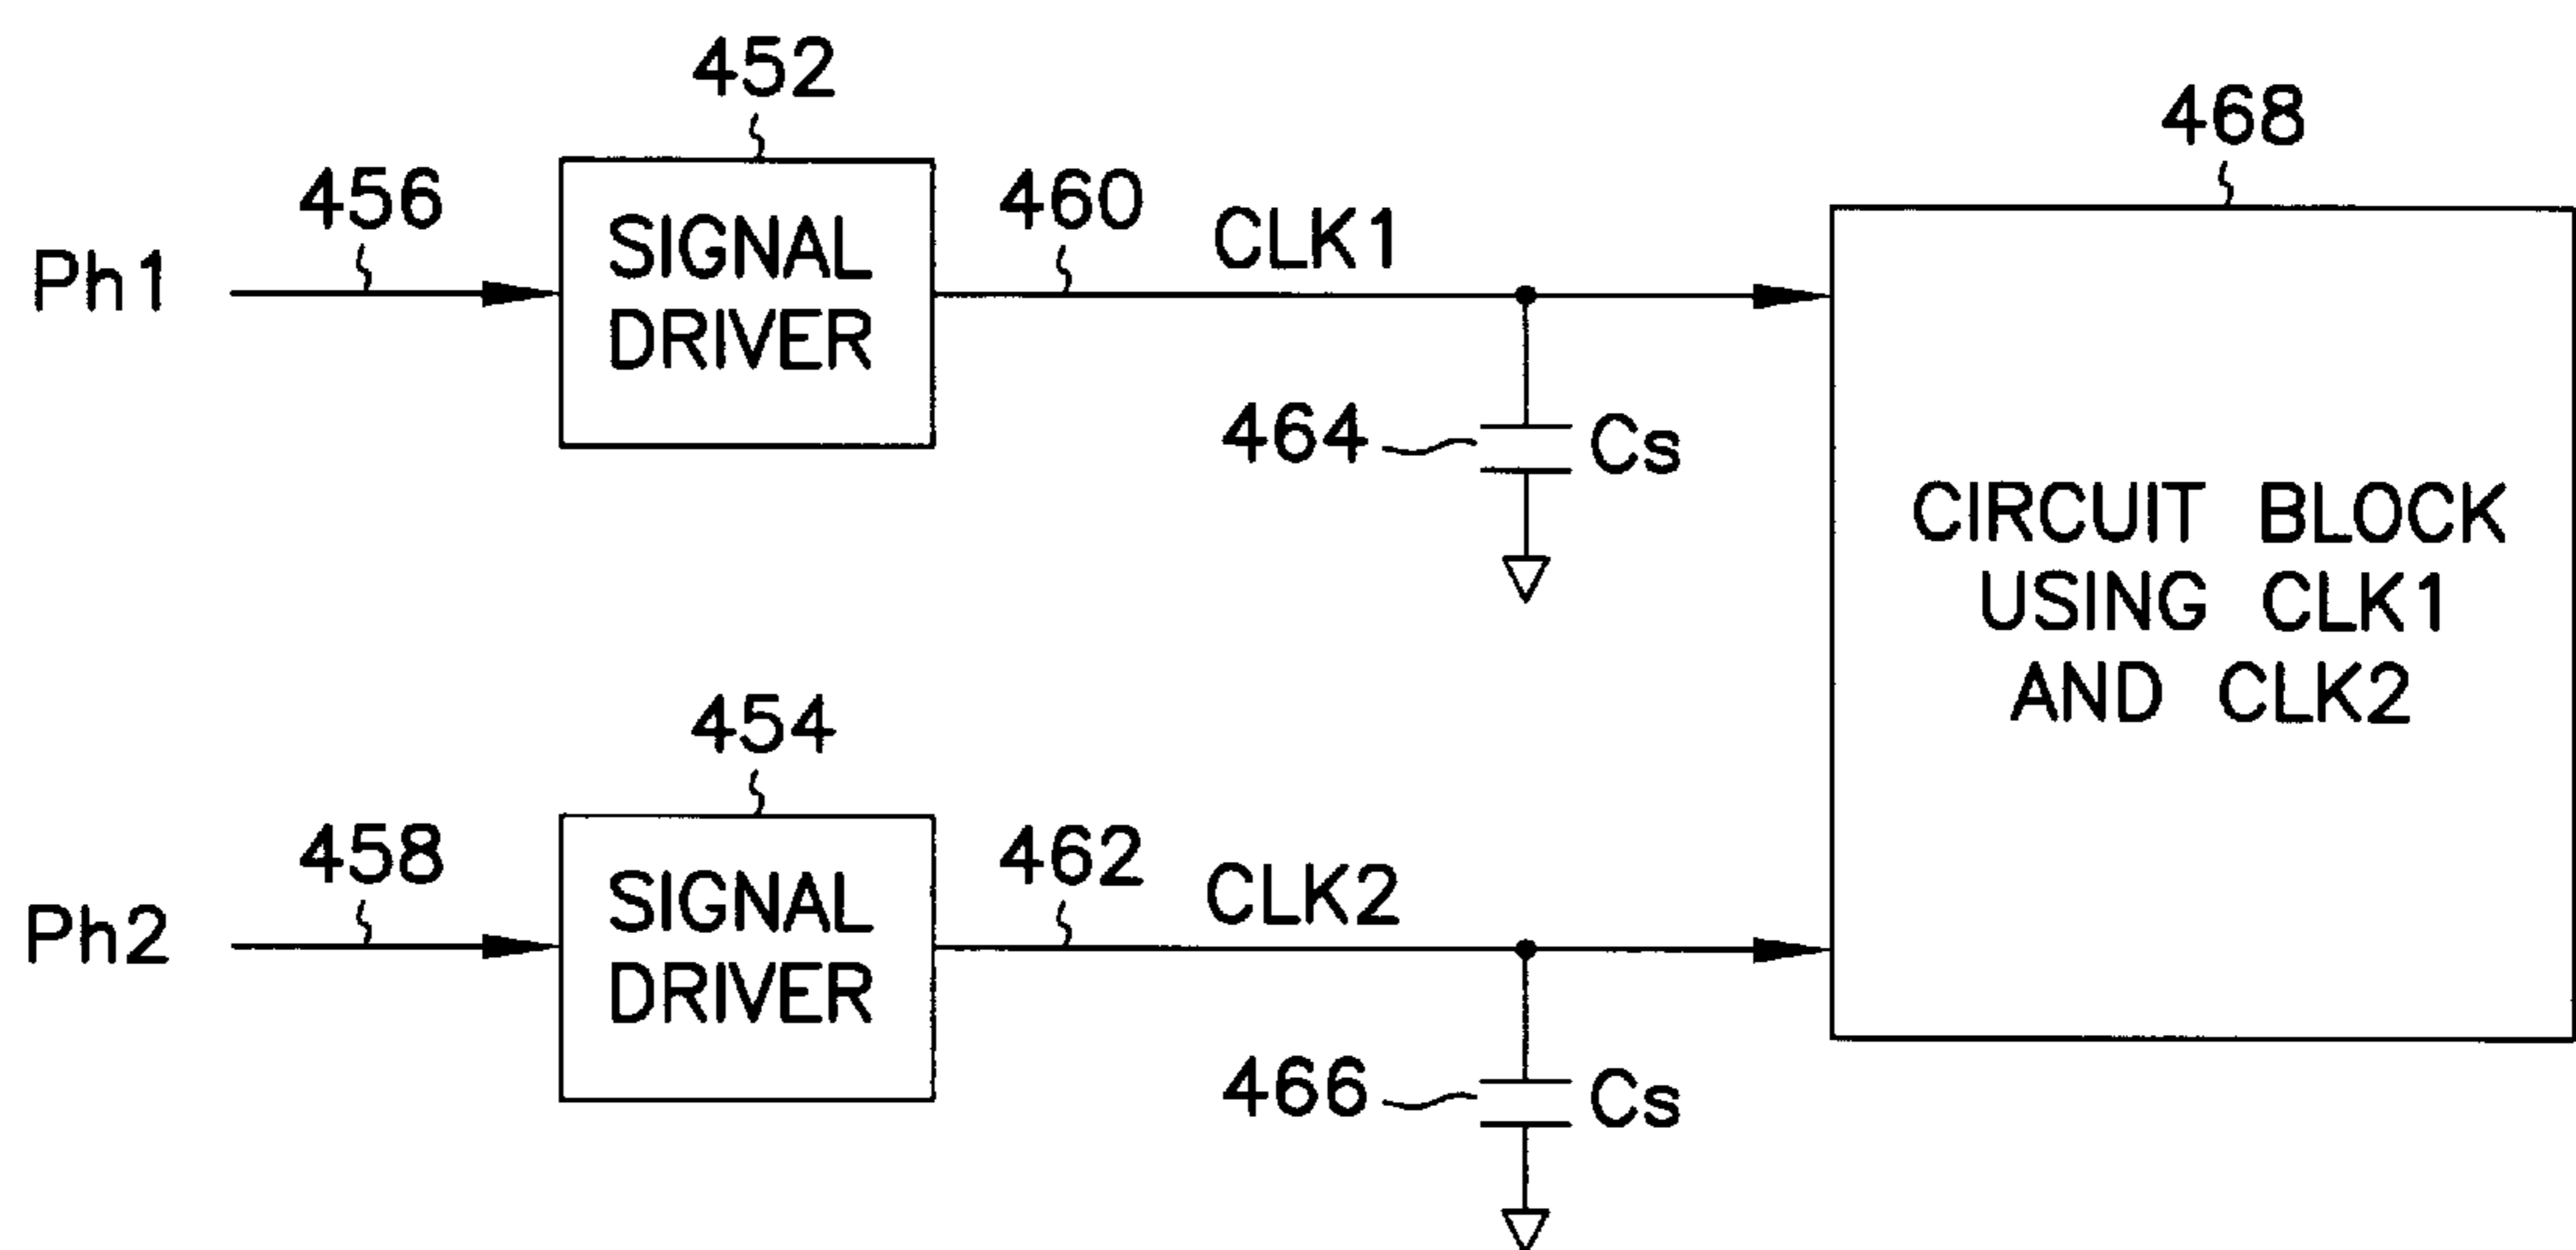 452
468
456
460
CLK1
SIGNAL
DRIVER
Ph1
464
Cs
CIRCUIT BLOCK
USING CLK1
AND CLK2
454
458
462
CLK2
SIGNAL
DRIVER
Ph2
466
Cs